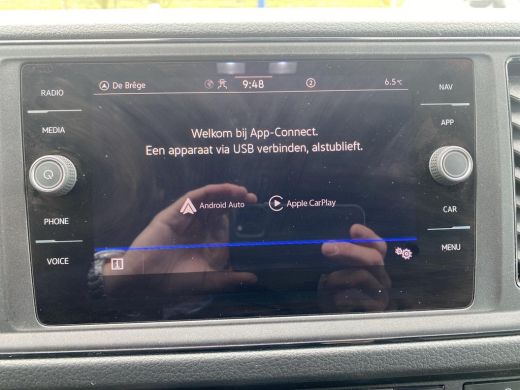 De Brêge
9:48
2
6.5°C
RADIO
MEDIA
PHONE
VOICE
NAV
APP
CAR
MENU
Welkom bij App-Connect.
Een apparaat via USB verbinden, alstublieft.
Android Auto
Apple CarPlay